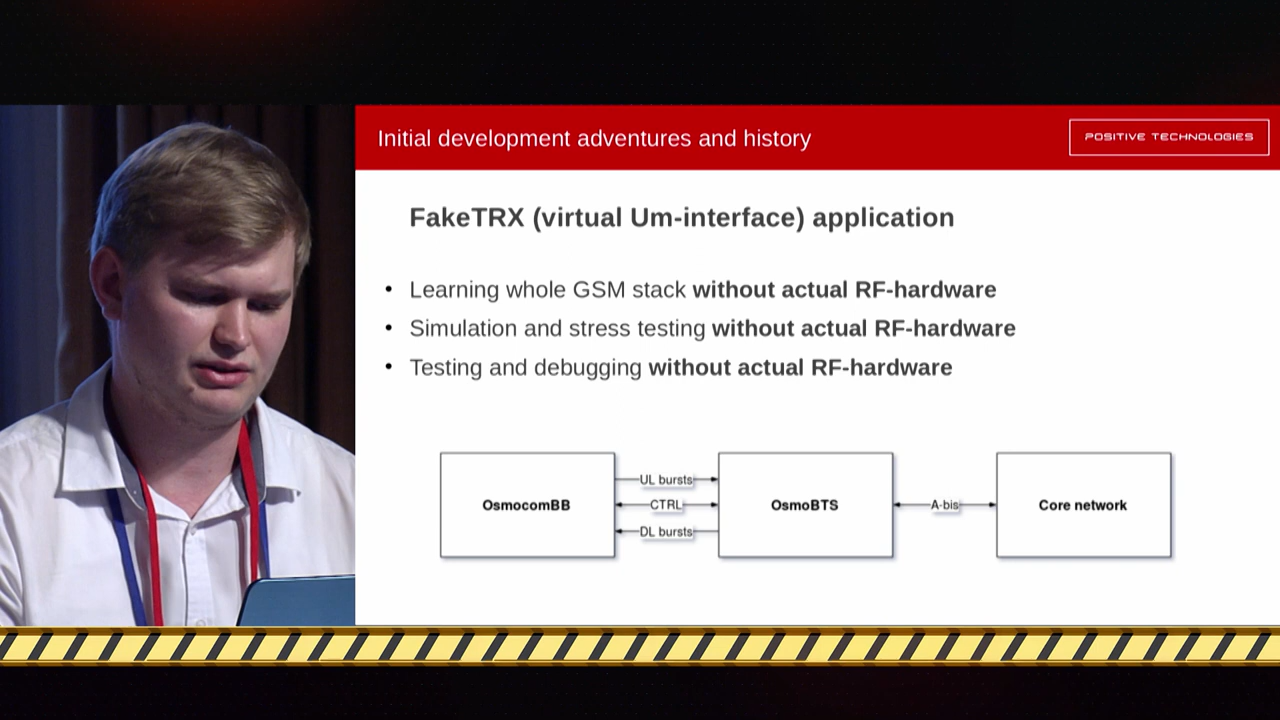 Initial development adventures and history
POSITIVE TECHNOLOGIES
FakeTRX (virtual Um-interface) application
• Learning whole GSM stack without actual RF-hardware
• Simulation and stress testing without actual RF-hardware
• Testing and debugging without actual RF-hardware
OsmocomBB
UL bursts
CTRL
DL bursts
OsmoBTS
A-bis
Core network